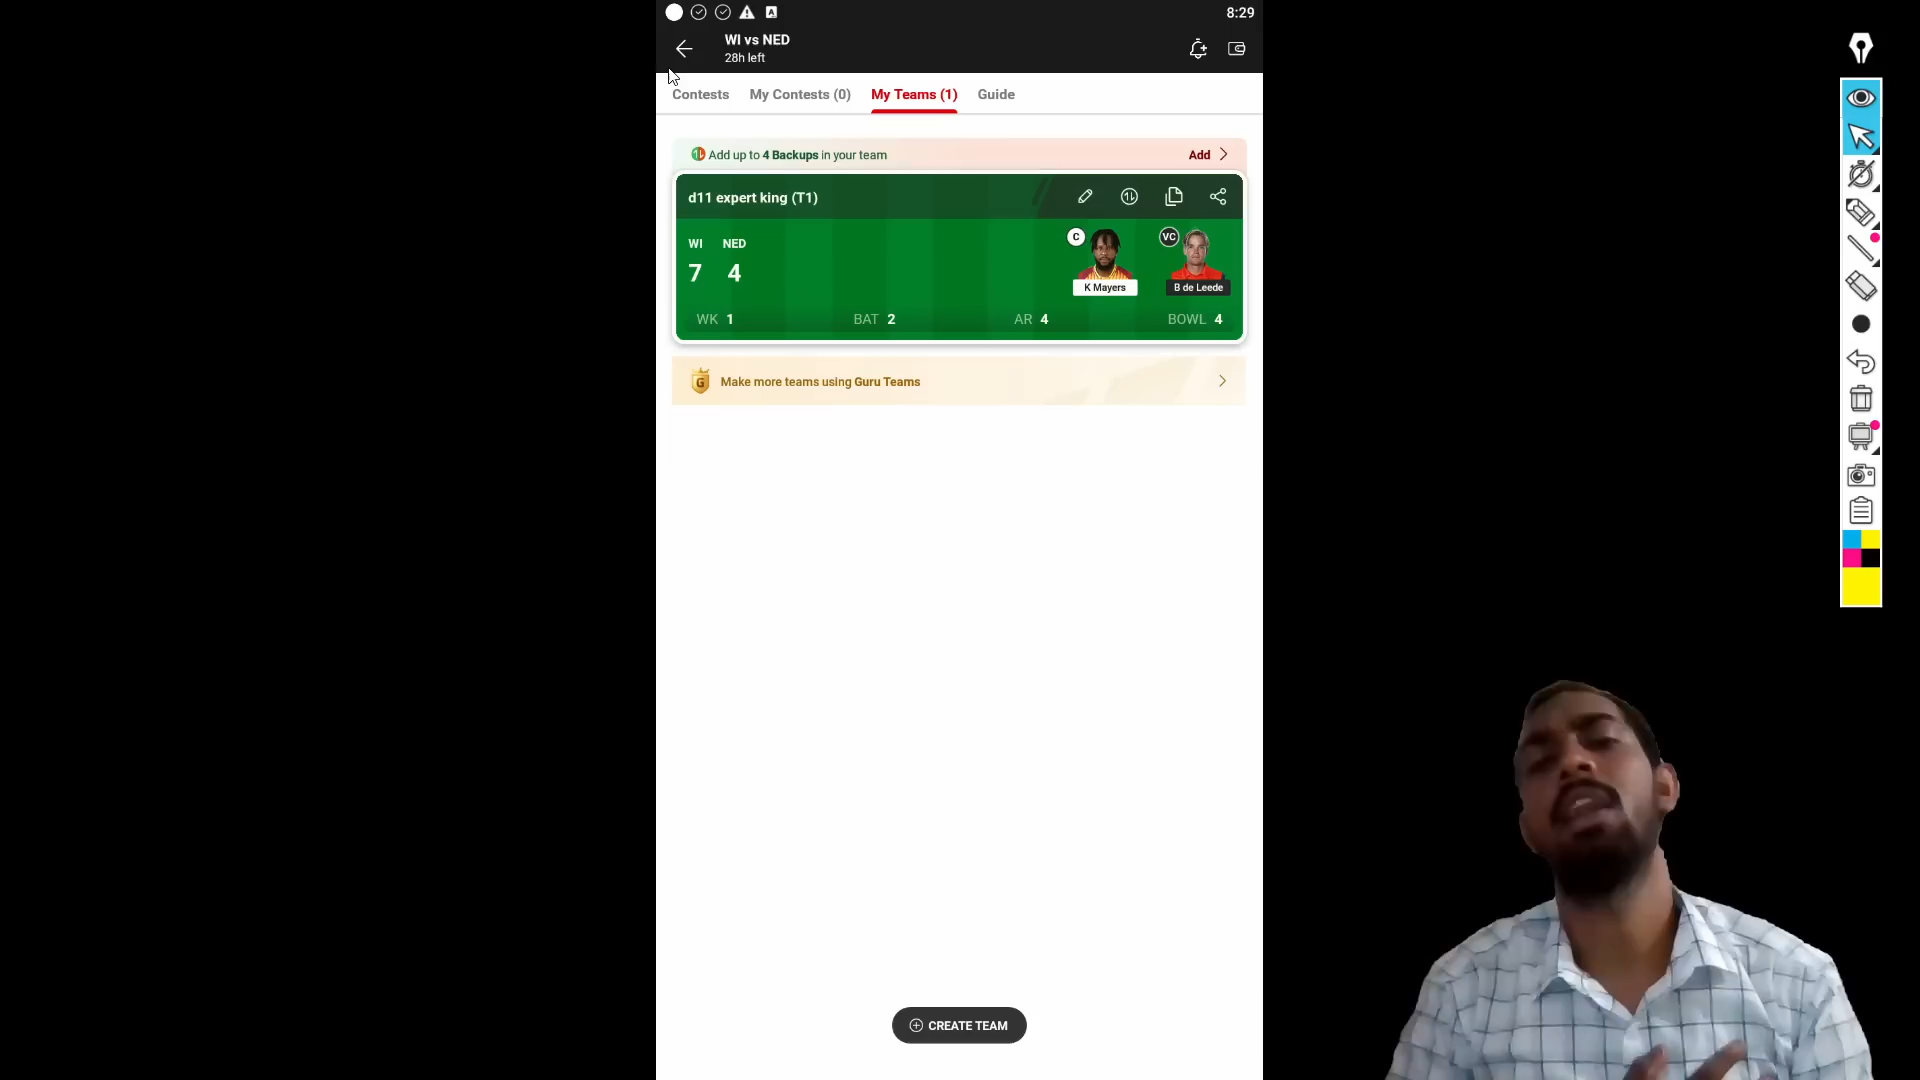 8:29
WI vs NED
28h left
Contests My Contests (0) My Teams (1) Guide
Add up to 4 Backups in your team Add
d11 expert king (T1)
WI NED
7 4
C VC
K Mayers B de Leede
WK 1 BAT 2 AR 4 BOWL 4
G Make more teams using Guru Teams
CREATE TEAM